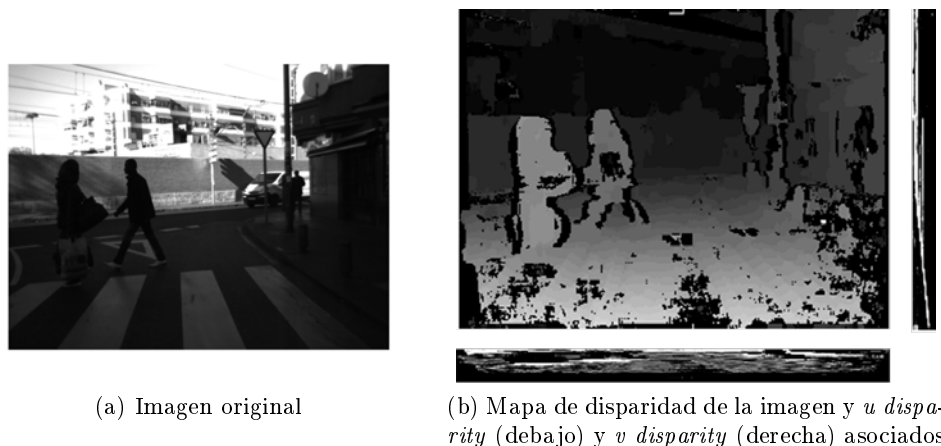 (a) Imagen original
(b) Mapa de disparidad de la imagen y u dispa-
rity (debajo) y v disparity (derecha) asociados